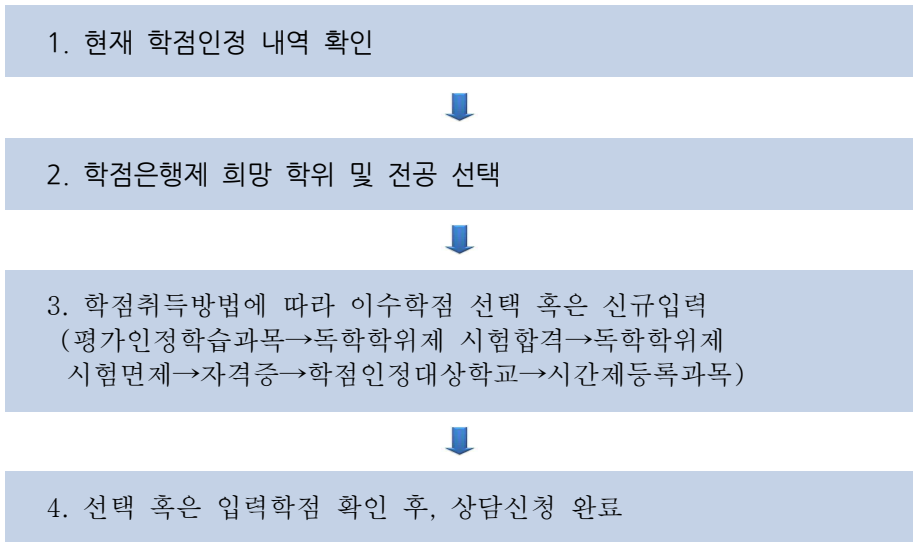 1. 현재 학점인정 내역 확인
2. 학점은행제 희망 학위 및 전공 선택
3. 학점취득방법에 따라 이수학점 선택 혹은 신규입력
(평가인정학습과목→독학학위제 시험합격→독학학위제
시험면제→자격증→학점인정대상학교→시간제등록과목)
4. 선택 혹은 입력학점 확인 후, 상담신청 완료